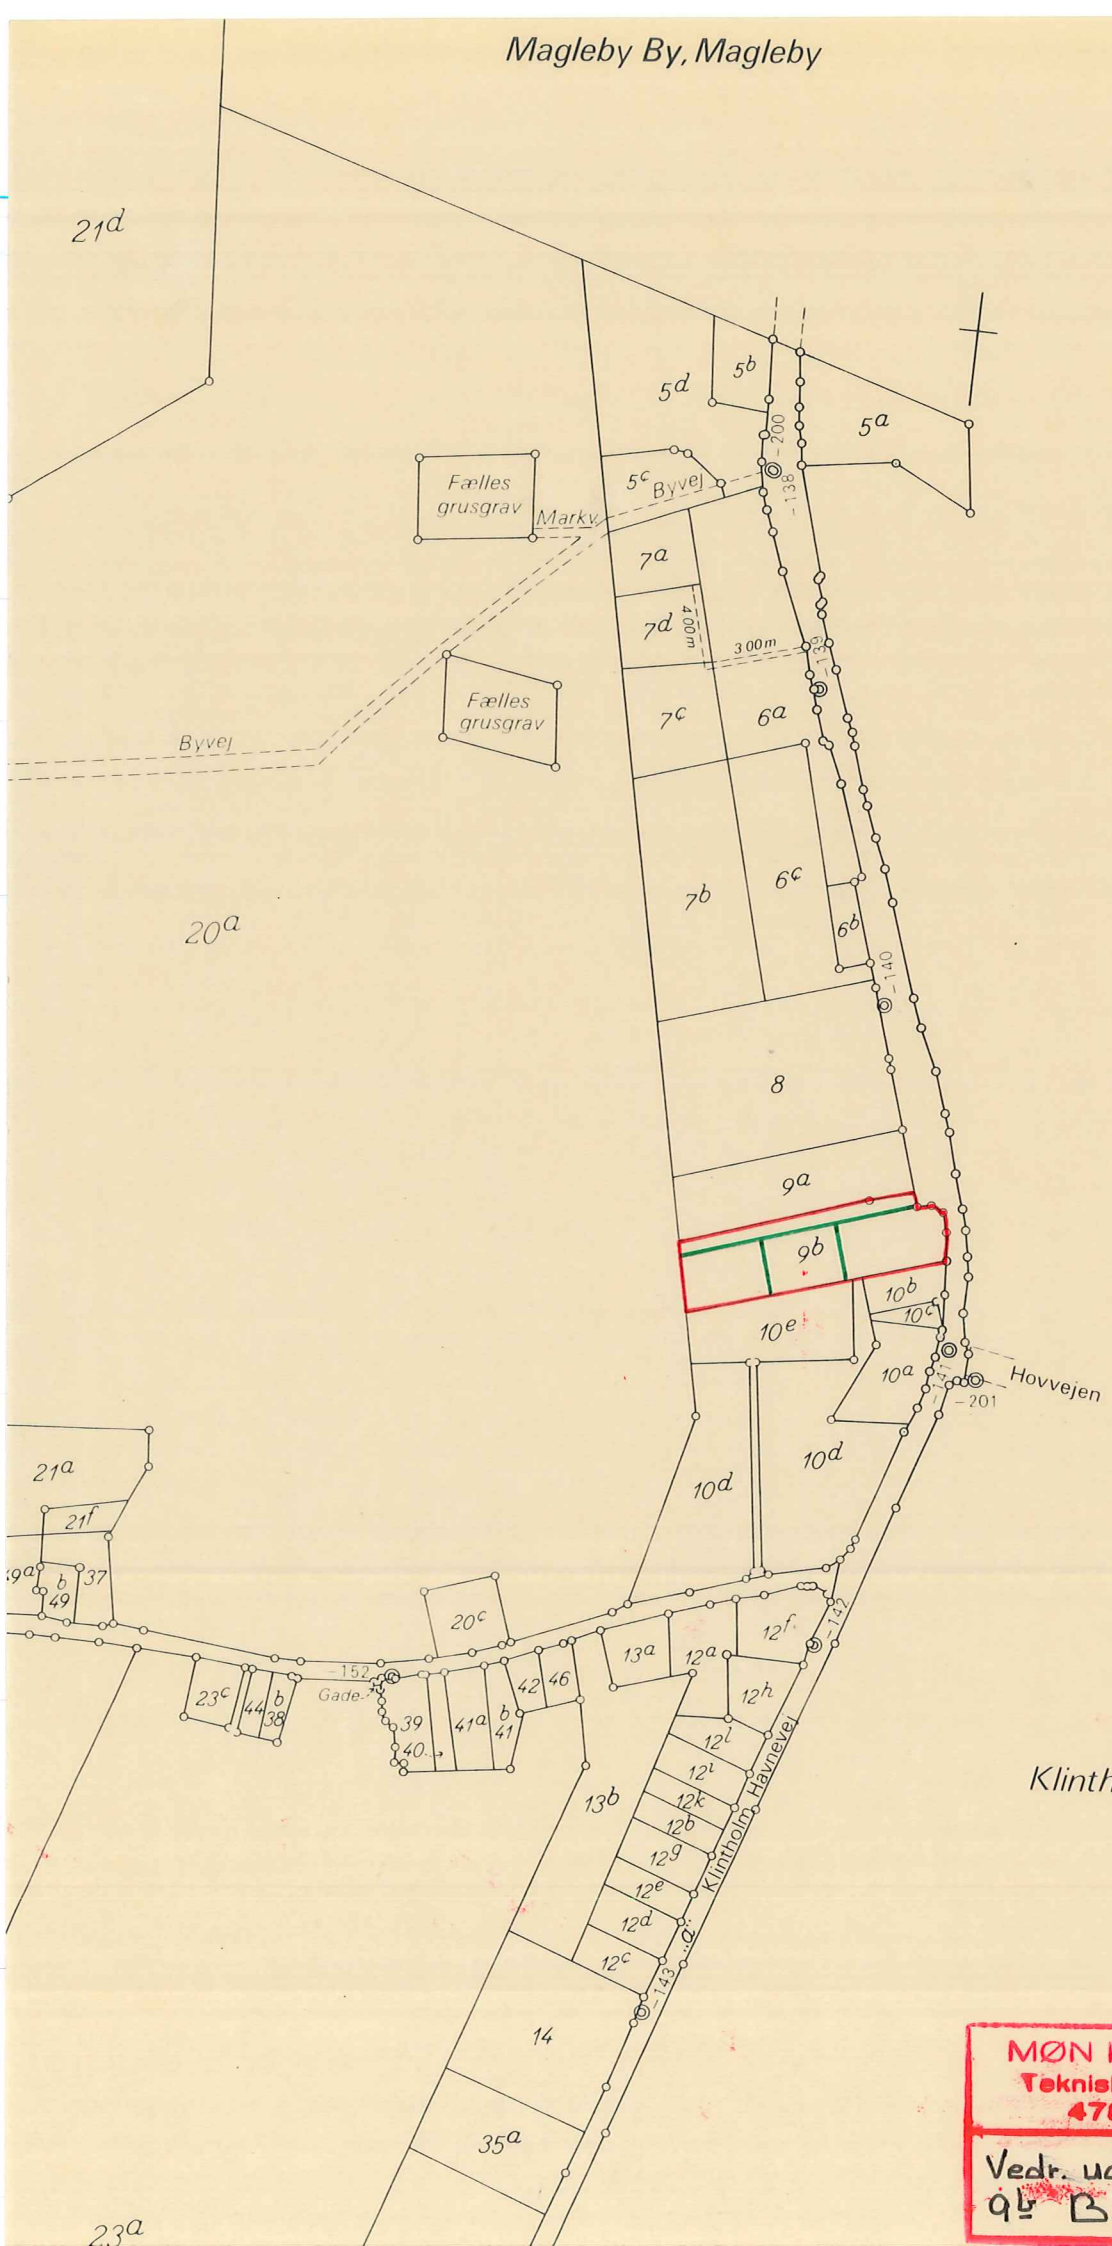 Magleby By, Magleby
21d
5b
5d
5a
-200
-138
5c
Byvej
Fælles
grusgrav
Markv.
7a
7d
400m
300m
-139
Fælles
grusgrav
7c
6a
Byvej
20a
7b
6c
6b
-140
8
9a
9b
10b
10c
10e
10a
-141
-201
Hovvejen
10d
10d
21a
21f
49a
b
49
37
20c
12f
-142
13a
12a
-152
Gade
23c
44
b
38
39
40
41a
b
41
42
46
12h
12l
12i
12k
12b
12g
12e
12d
12c
Klintholm Havnevej
"a"
13b
-143
14
35a
23a
MØN
Teknis
47
Vedr.
9b B